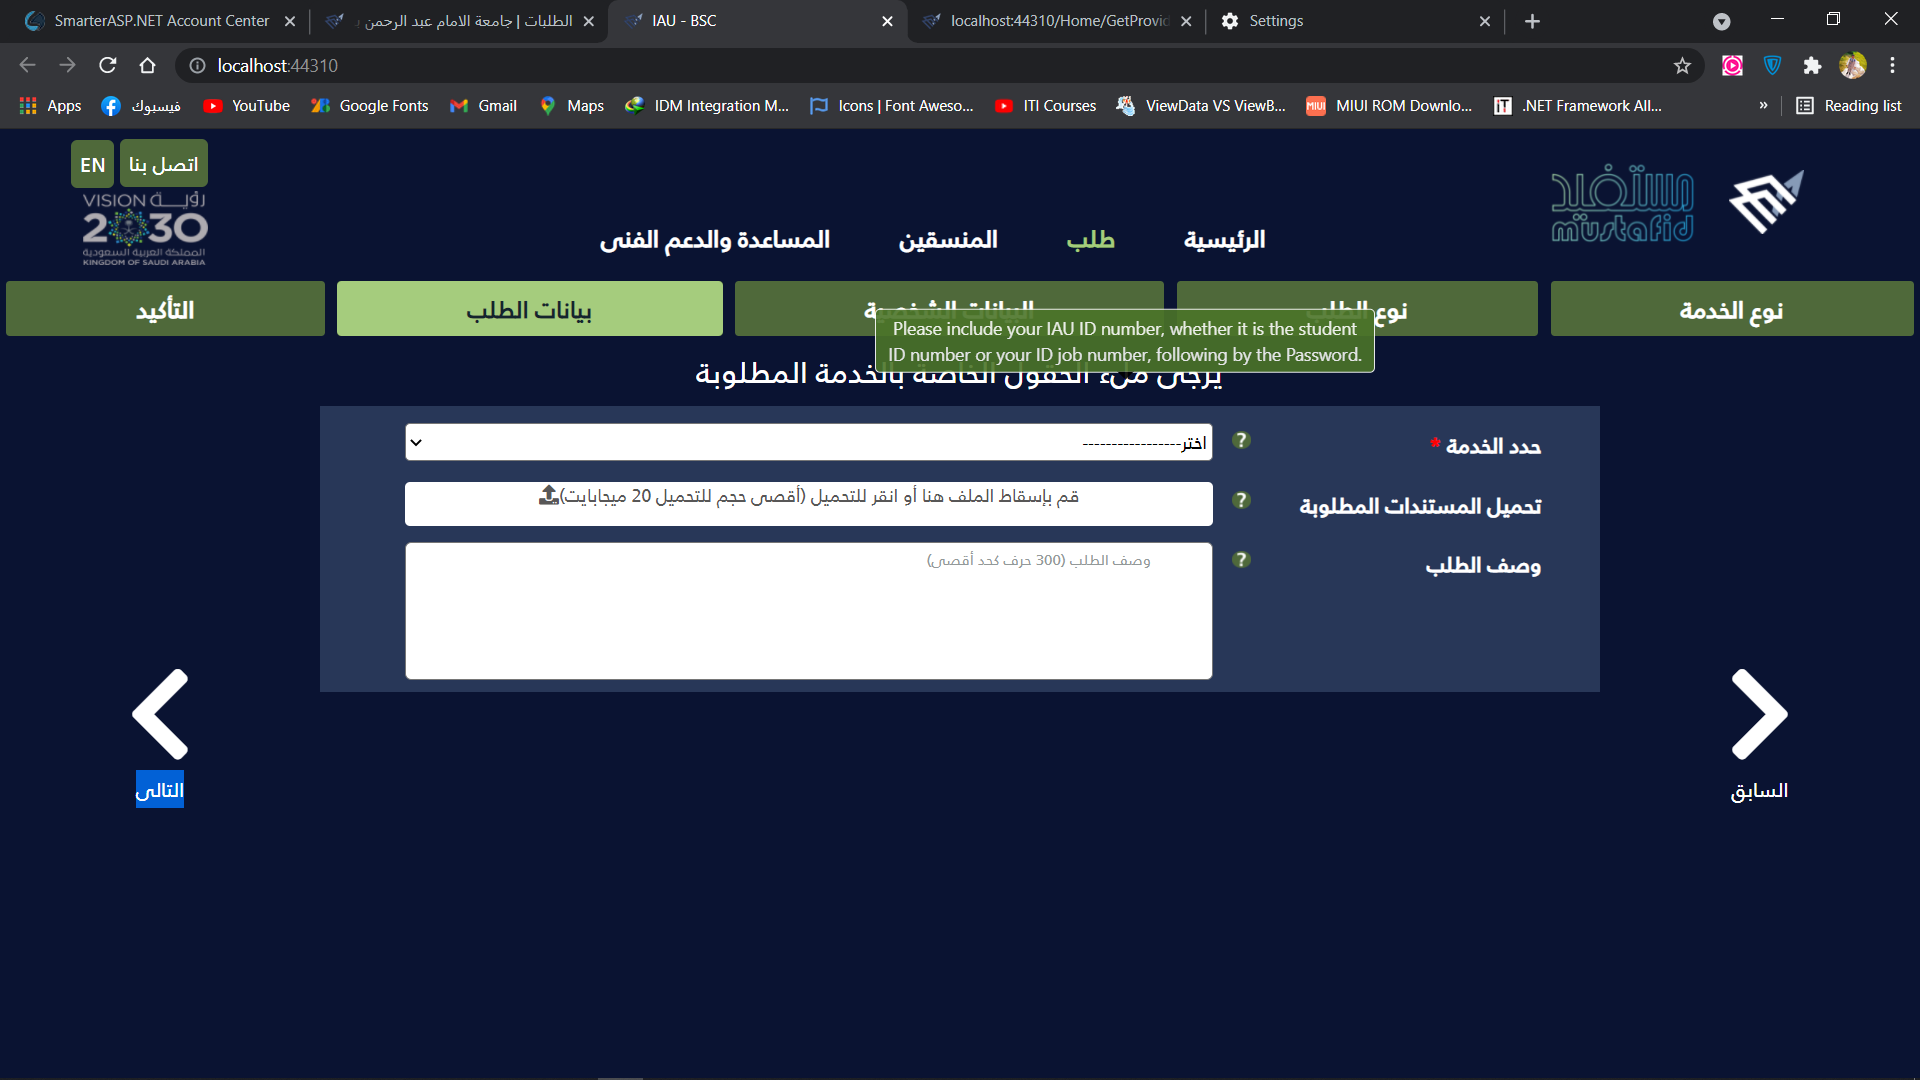 SmarterASP.NET Account Center
الطلبات | جامعة الامام عبد الرحمن ب
IAU - BSC
localhost:44310/Home/GetProvid
Settings
localhost:44310
Apps
فيسبوك
YouTube
Google Fonts
Gmail
Maps
IDM Integration M...
Icons | Font Aweso...
ITI Courses
ViewData VS ViewB...
MIUI ROM Downlo...
.NET Framework All...
»
Reading list
EN
اتصل بنا
VISION رؤيــة
2030
المملكة العربية السعودية
KINGDOM OF SAUDI ARABIA
مستفيد
müstafid
الرئيسية
طلب
المنسقين
المساعدة والدعم الفنى
نوع الخدمة
نوع الطلب
البيانات الشخصية
بيانات الطلب
التأكيد
Please include your IAU ID number, whether it is the student
ID number or your ID job number, following by the Password.
يرجى ملء الحقول الخاصة بالخدمة المطلوبة
حدد الخدمة *
?
اختر-----------------
تحميل المستندات المطلوبة
?
قم بإسقاط الملف هنا أو انقر للتحميل (أقصى حجم للتحميل 20 ميجابايت)
وصف الطلب
?
وصف الطلب (300 حرف كحد أقصى)
السابق
التالى